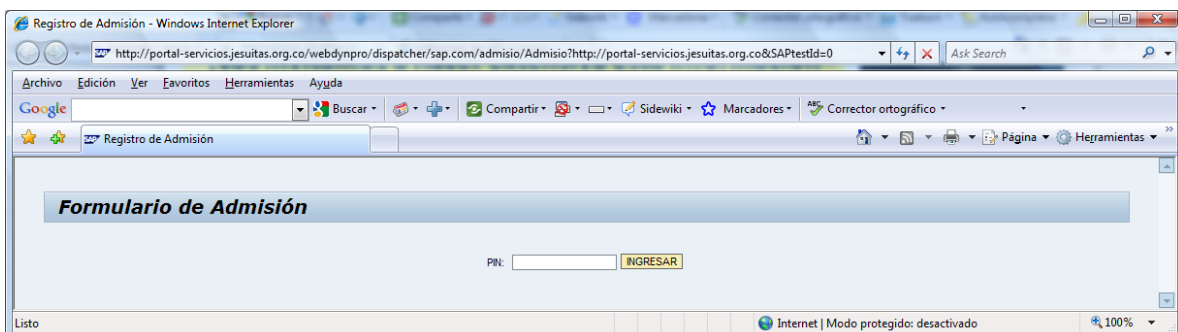 Registro de Admisión - Windows Internet Explorer
http://portal-servicios.jesuitas.org.co/webdynpro/dispatcher/sap.com/admisio/Admisio?http://portal-servicios.jesuitas.org.co&SAPtestId=0 Ask Search
Archivo Edición Ver Favoritos Herramientas Ayuda
Google Buscar Compartir Sidewiki Marcadores Corrector ortográfico
SAP Registro de Admisión Página Herramientas
Formulario de Admisión
PIN: INGRESAR
Listo Internet | Modo protegido: desactivado 100%